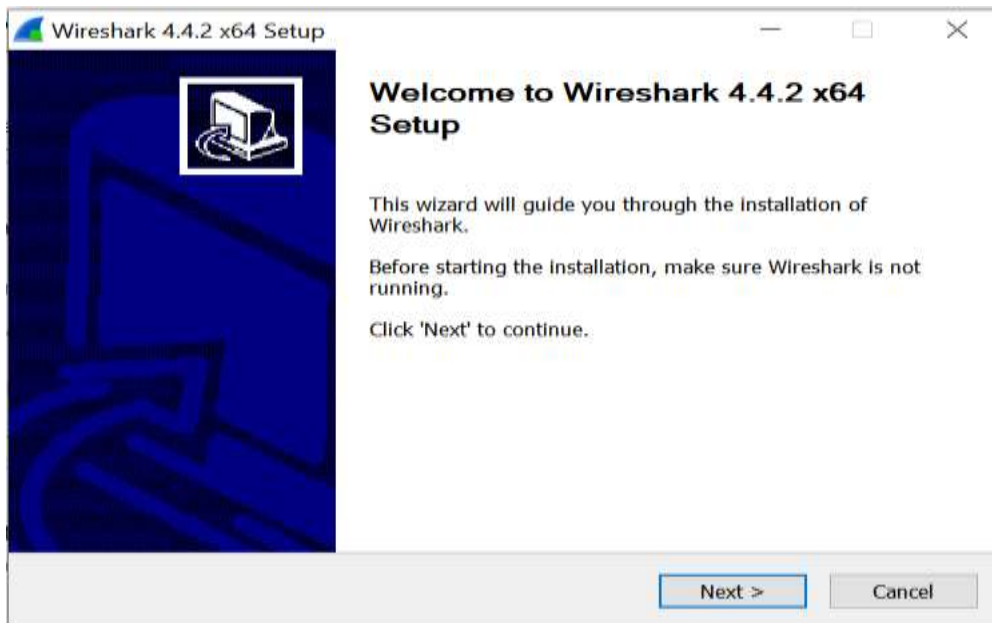 Wireshark 4.4.2 x64 Setup
Welcome to Wireshark 4.4.2 x64
Setup
This wizard will guide you through the installation of
Wireshark.
Before starting the installation, make sure Wireshark is not
running.
Click 'Next' to continue.
Next >
Cancel